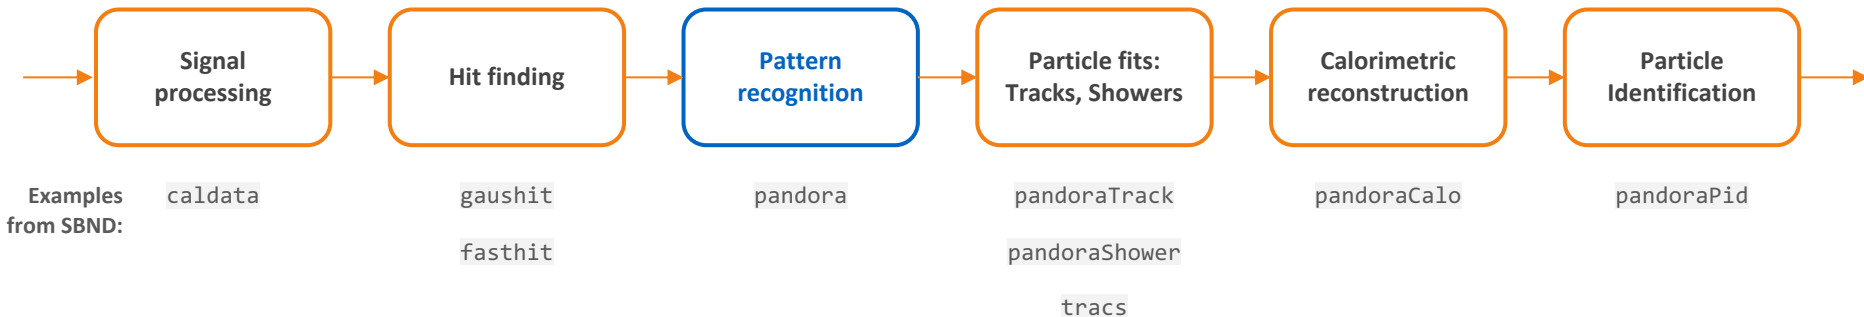 Signal
processing
Hit finding
Pattern
recognition
Particle fits:
Tracks, Showers
Calorimetric
reconstruction
Particle
Identification
Examples
from SBND:
caldata
gaushit
fasthit
pandora
pandoraTrack
pandoraShower
tracs
pandoraCalo
pandoraPid